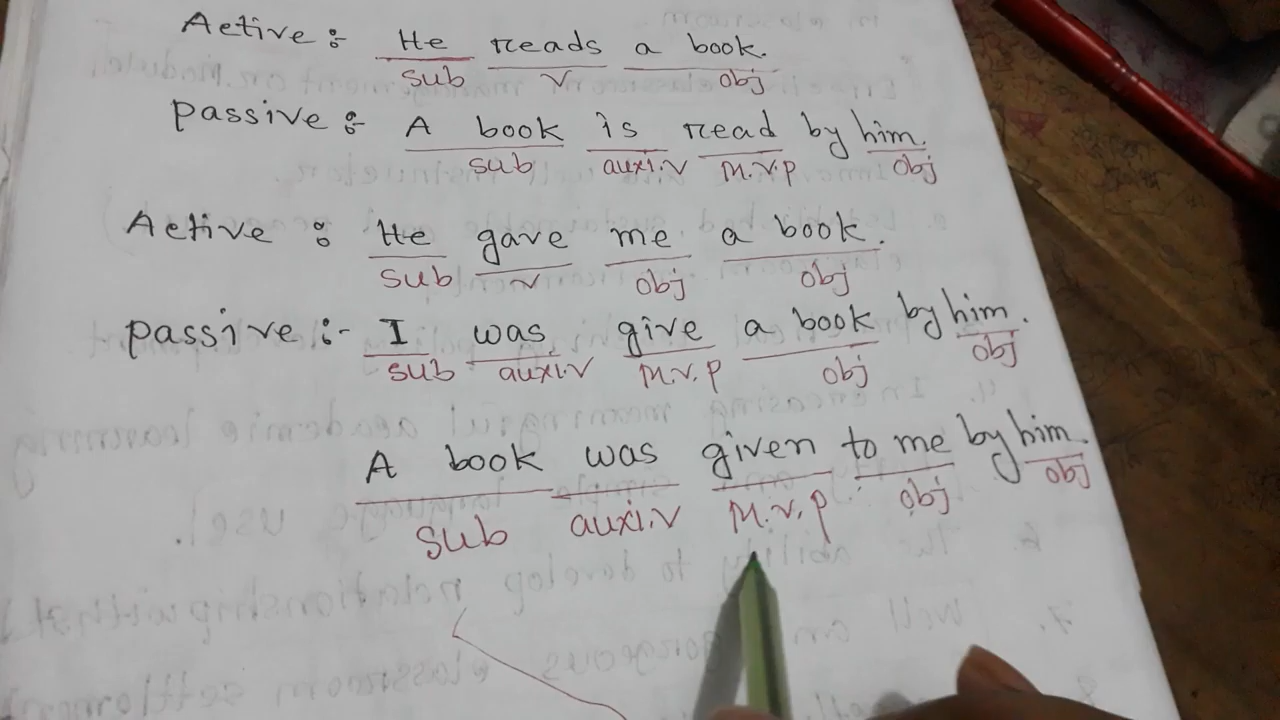 Active :- He reads a book.
sub v obj
passive :- A book is read by him.
sub auxi.v M.v.p obj
Active : He gave me a book.
sub v obj obj
passive :- I was give a book by him.
sub auxi.v M.v.p obj obj
A book was given to me by him.
sub auxi.v M.v.p obj obj